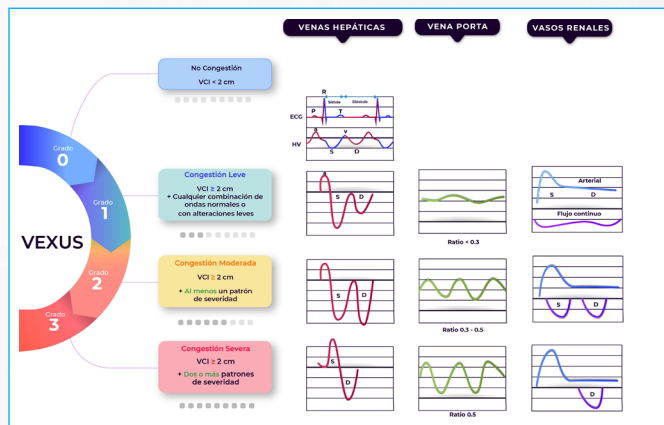 VENAS HEPÁTICAS
VENA PORTA
VASOS RENALES
No Congestión
VCI < 2 cm
R
Sístole
Diástole
P
T
ECG
a
v
HV
S
D
Grado
0
Congestión Leve
VCI ≥ 2 cm
+ Cualquier combinación de
ondas normales o
con alteraciones leves
a
S
D
Ratio < 0.3
Arterial
S
D
Flujo continuo
Grado
1
VEXUS
Grado
2
Congestión Moderada
VCI ≥ 2 cm
+ Al menos un patrón
de severidad
S
D
Ratio 0.3 - 0.5
S
D
Grado
3
Congestión Severa
VCI ≥ 2 cm
+ Dos o más patrones
de severidad
S
D
Ratio 0.5
D